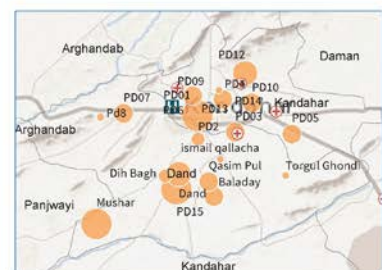 Arghandab
PD12
Daman
PD09
PD4
PD10
PD07
PD01
Pd8
PD6
PD13
PD14
Kandahar
PD03
PD05
Arghandab
PD2
ismail qallacha
Qasim Pul
Torgul Ghondi
Dih Bagh
Dand
Baladay
Panjwayi
Mushar
Dand
PD15
Kandahar